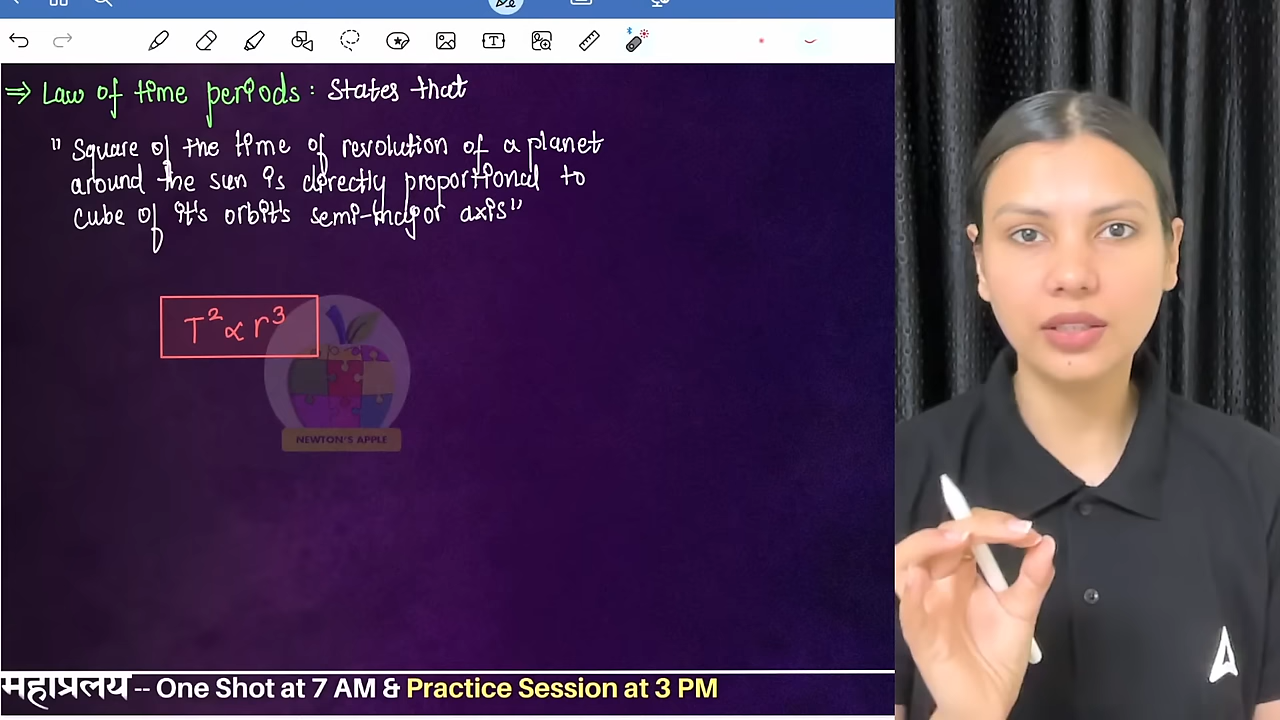 ⇒ Law of time periods : States that
" Square of the time of revolution of a planet
around the sun is directly proportional to
cube of it's orbit's semi-major axis"
T² ∝ r³
NEWTON'S APPLE
महाप्रलय -- One Shot at 7 AM & Practice Session at 3 PM